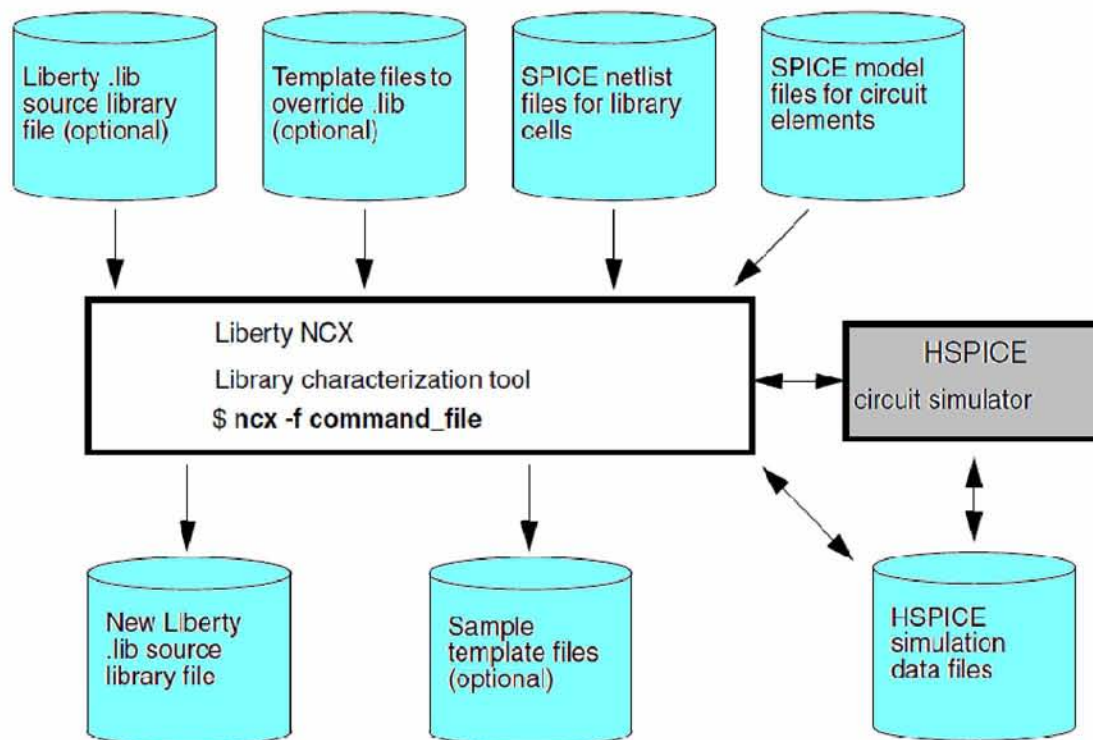 Liberty .lib
source library
file (optional)
Template files to
override .lib
(optional)
SPICE netlist
files for library
cells
SPICE model
files for circuit
elements
Liberty NCX
Library characterization tool
$ ncx -f command_file
HSPICE
circuit simulator
New Liberty
.lib source
library file
Sample
template files
(optional)
HSPICE
simulation
data files